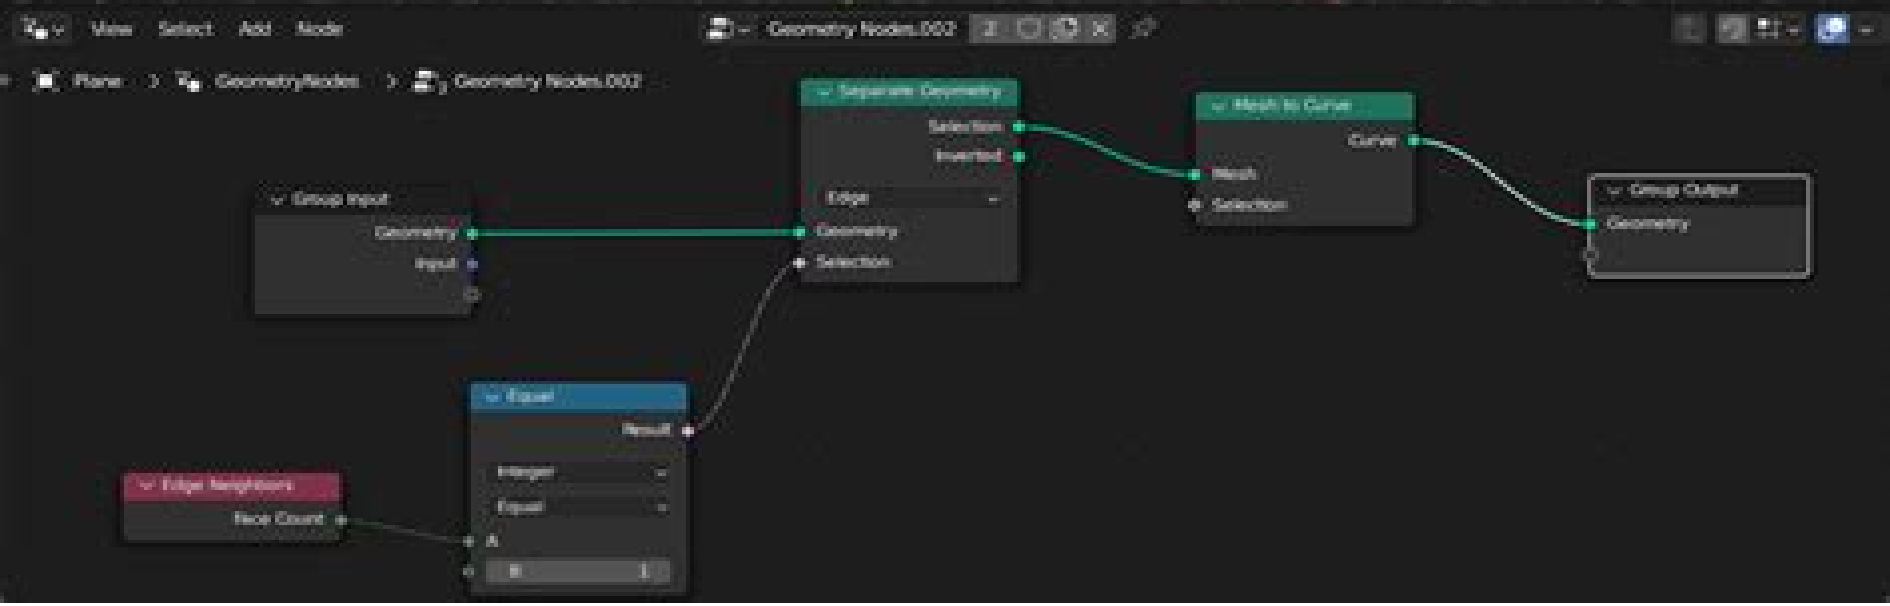 View Select Add Node
Geometry Nodes.002 2
Plane > GeometryNodes > Geometry Nodes.002
Separate Geometry
Selection
Inverted
Edge
Geometry
Selection
Mesh to Curve
Curve
Mesh
Selection
Group Output
Geometry
Group Input
Geometry
Input
Equal
Result
Integer
Equal
A
B 1
Edge Neighbors
Face Count